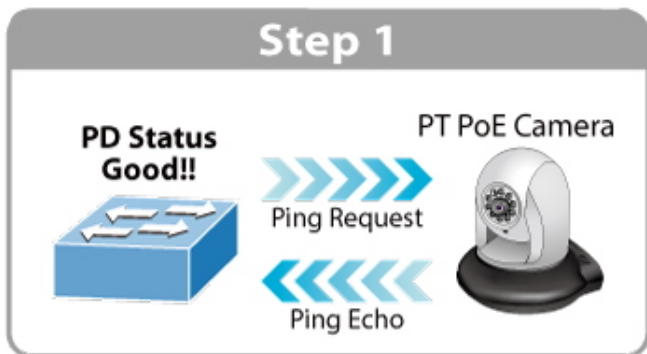 Step 1
PD Status
Good!!
PT PoE Camera
Ping Request
Ping Echo